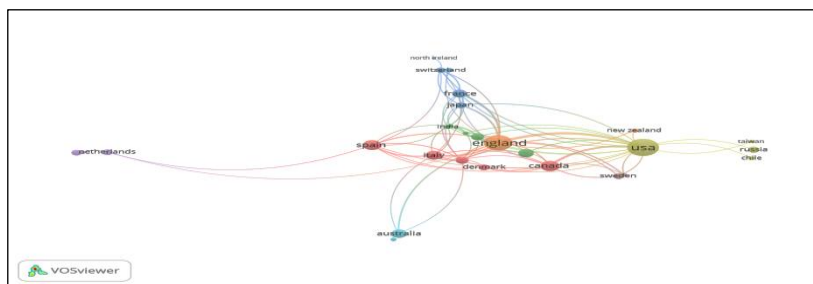 north ireland
switzerland
france
japan
india
new zealand
england
usa
taiwan
russia
chile
netherlands
spain
italy
denmark
canada
sweden
australia
VOSviewer